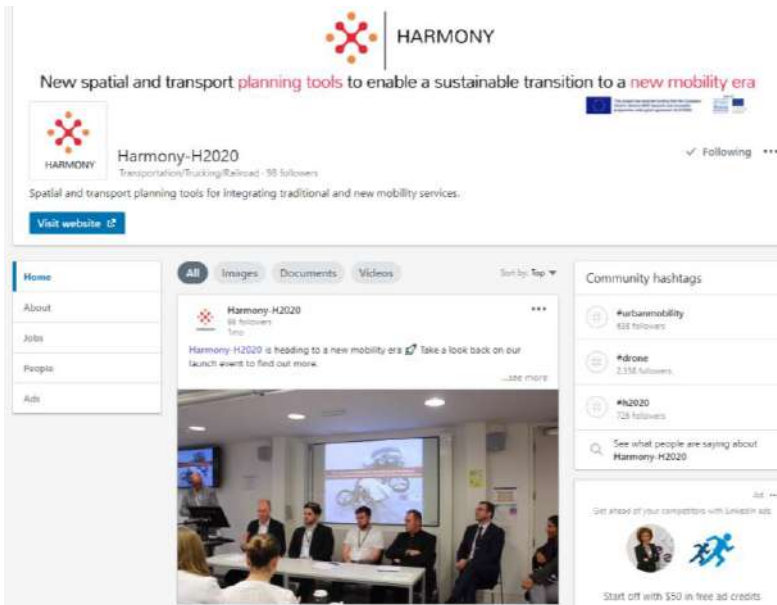 HARMONY
New spatial and transport planning tools to enable a sustainable transition to a new mobility era
HARMONY
Harmony-H2020
Transportation/Trucking/Railroad · 98 followers
Following
Spatial and transport planning tools for integrating traditional and new mobility services.
Visit website
Home
About
Jobs
People
Ads
All
Images
Documents
Videos
Sort by: Top
Harmony-H2020
98 followers
7mo
Harmony-H2020 is heading to a new mobility era Take a look back on our
launch event to find out more.
...see more
Community hashtags
#urbanmobility
followers
#drone
followers
#h2020
followers
See what people are saying about
Harmony-H2020
Ad
Get ahead of your competitors with LinkedIn ads
Start off with $50 in free ad credits